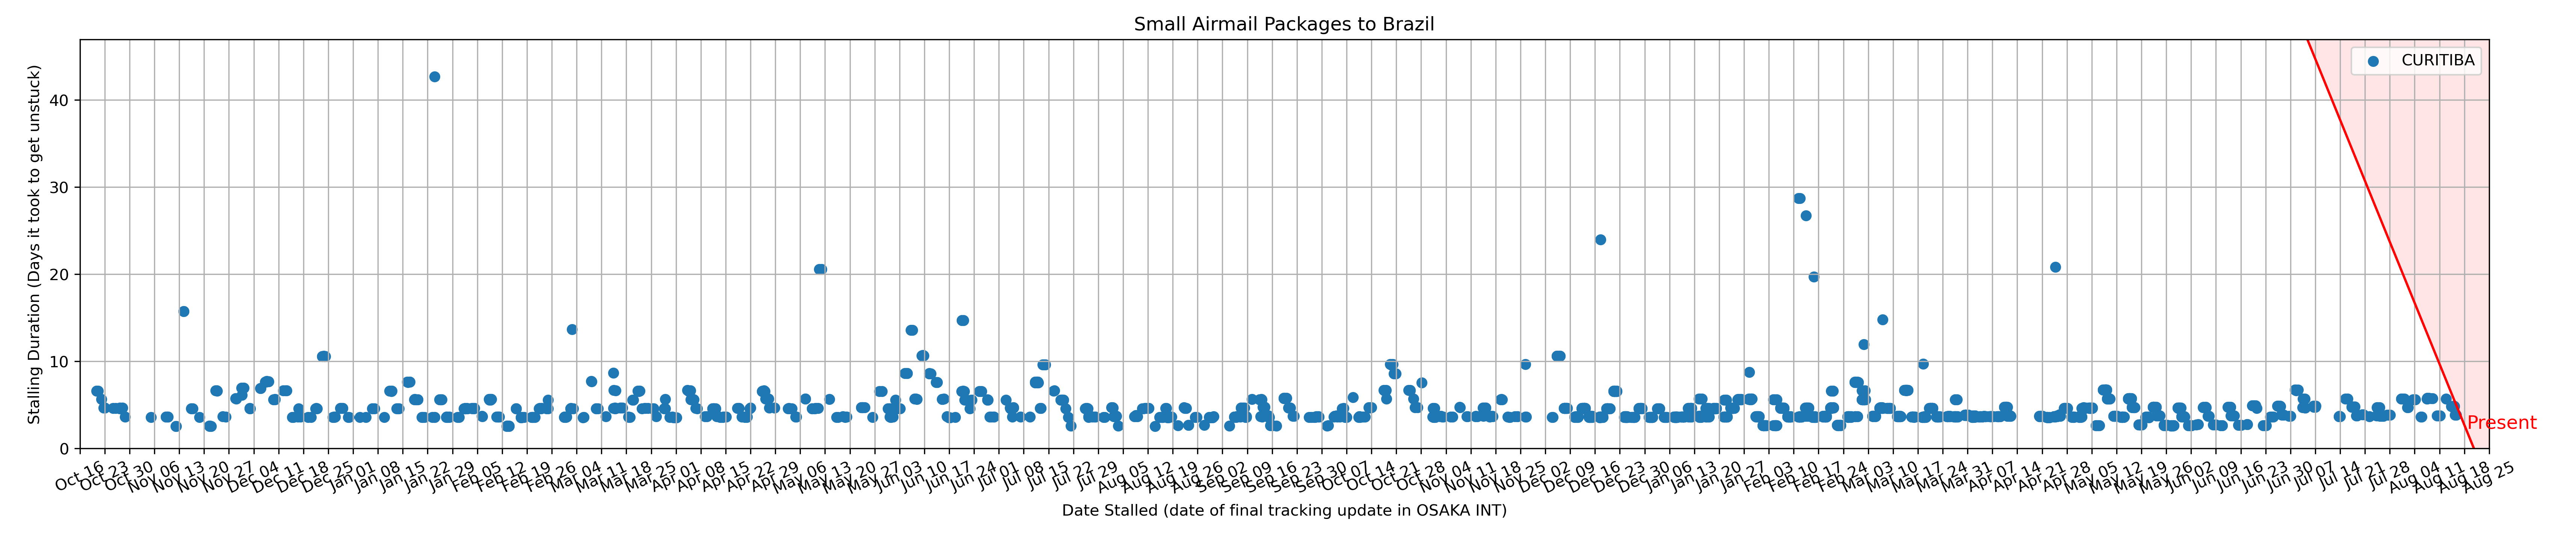 Small Airmail Packages to Brazil
Stalling Duration (Days it took to get unstuck)
40
30
20
10
0
CURITIBA
Present
Oct 16
Oct 23
Oct 30
Nov 06
Nov 13
Nov 20
Nov 27
Dec 04
Dec 11
Dec 18
Dec 25
Jan 01
Jan 08
Jan 15
Jan 22
Jan 29
Feb 05
Feb 12
Feb 19
Feb 26
Mar 04
Mar 11
Mar 18
Mar 25
Apr 01
Apr 08
Apr 15
Apr 22
Apr 29
May 06
May 13
May 20
May 27
Jun 03
Jun 10
Jun 17
Jun 24
Jul 01
Jul 08
Jul 15
Jul 22
Jul 29
Aug 05
Aug 12
Aug 19
Aug 26
Sep 02
Sep 09
Sep 16
Sep 23
Sep 30
Oct 07
Oct 14
Oct 21
Oct 28
Nov 04
Nov 11
Nov 18
Nov 25
Dec 02
Dec 09
Dec 16
Dec 23
Dec 30
Jan 06
Jan 13
Jan 20
Jan 27
Feb 03
Feb 10
Feb 17
Feb 24
Mar 03
Mar 10
Mar 17
Mar 24
Mar 31
Apr 07
Apr 14
Apr 21
Apr 28
May 05
May 12
May 19
May 26
Jun 02
Jun 09
Jun 16
Jun 23
Jun 30
Jul 07
Jul 14
Jul 21
Jul 28
Aug 04
Aug 11
Aug 18
Aug 25
Date Stalled (date of final tracking update in OSAKA INT)